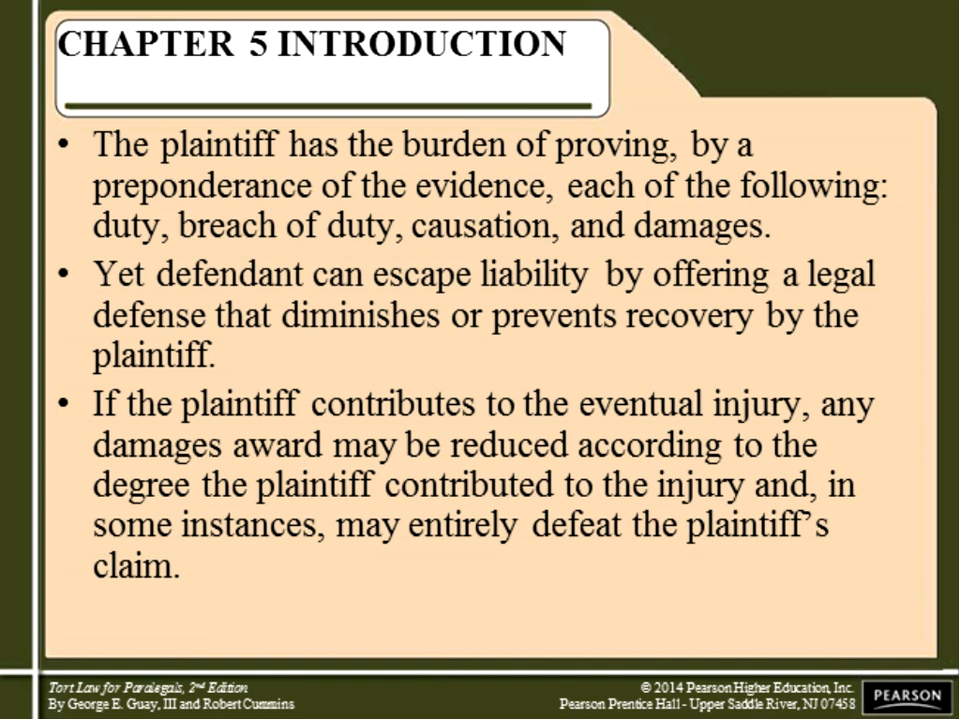 CHAPTER 5 INTRODUCTION
• The plaintiff has the burden of proving, by a
preponderance of the evidence, each of the following:
duty, breach of duty, causation, and damages.
• Yet defendant can escape liability by offering a legal
defense that diminishes or prevents recovery by the
plaintiff.
• If the plaintiff contributes to the eventual injury, any
damages award may be reduced according to the
degree the plaintiff contributed to the injury and, in
some instances, may entirely defeat the plaintiff’s
claim.
Tort Law for Paralegals, 2nd Edition
By George E. Guay, III and Robert Cummins
© 2014 Pearson Higher Education, Inc.
Pearson Prentice Hall - Upper Saddle River, NJ 07458
PEARSON